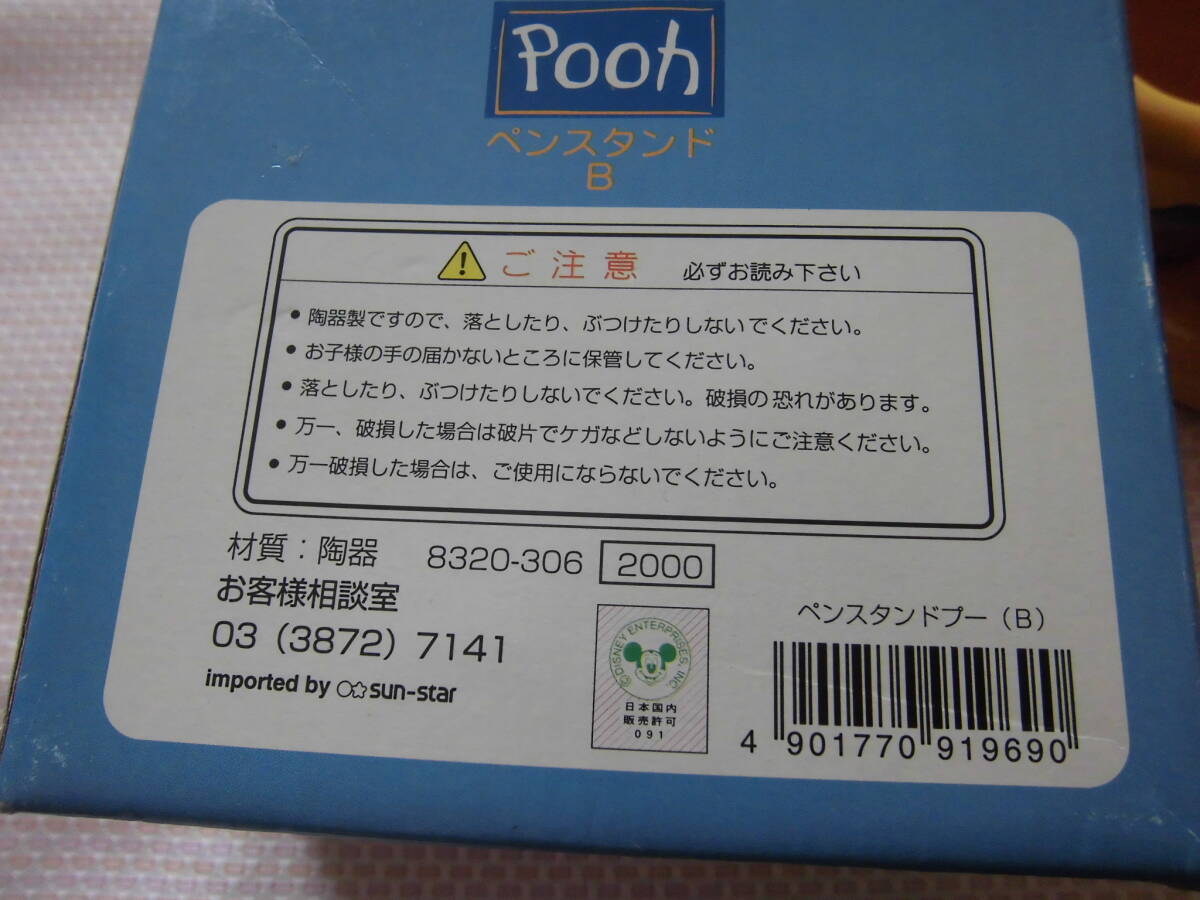 Pooh
ペンスタンド
B
ご注意 必ずお読み下さい
● 陶器製ですので、落としたり、ぶつけたりしないでください。
● お子様の手の届かないところに保管してください。
● 落としたり、ぶつけたりしないでください。破損の恐れがあります。
● 万一、破損した場合は破片でケガなどしないようにご注意ください。
● 万一破損した場合は、ご使用にならないでください。
材質：陶器 8320-306 2000
お客様相談室
03（3872）7141
imported by sun-star
©DISNEY ENTERPRISES, INC
日本国内
販売許可
091
ペンスタンドプー（B）
4 901770 919690